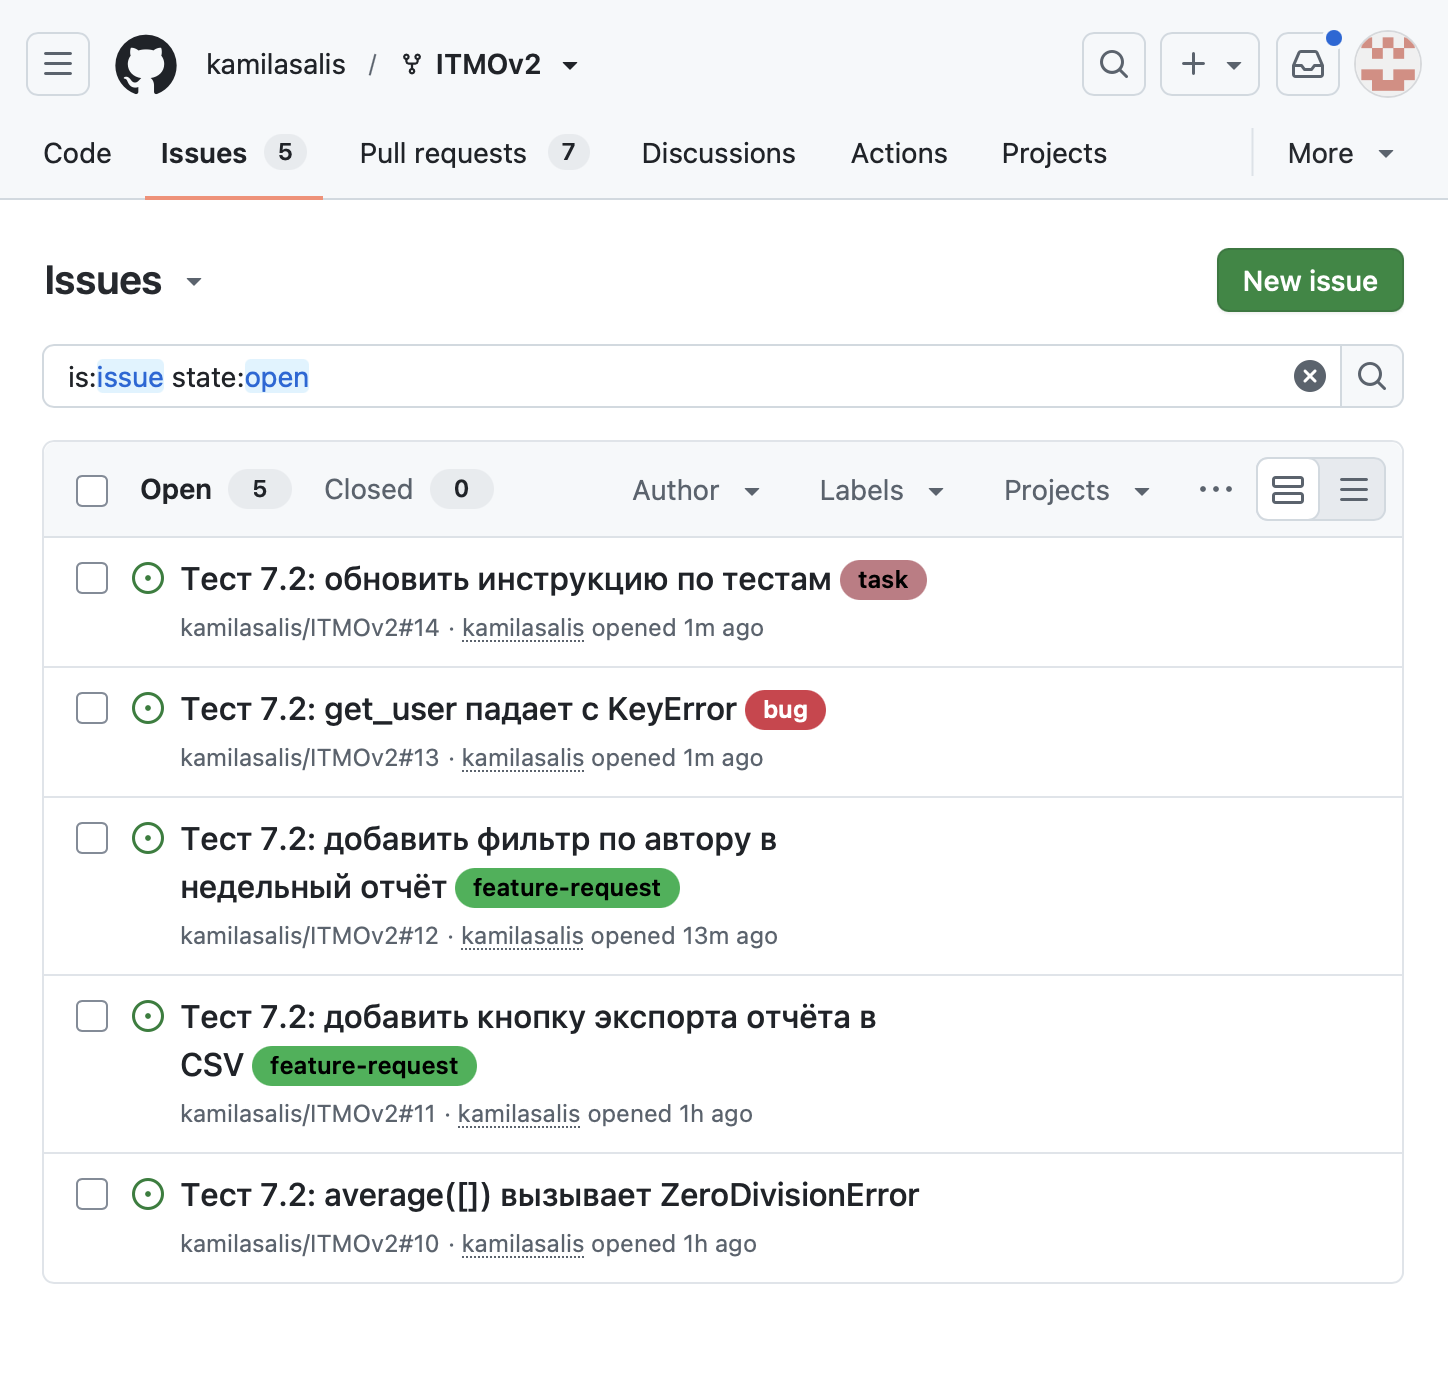 kamilasalis / ITMOv2
Code Issues 5 Pull requests 7 Discussions Actions Projects More
Issues
New issue
is:issue state:open
Open 5 Closed 0 Author Labels Projects
Тест 7.2: обновить инструкцию по тестам task
kamilasalis/ITMOv2#14 · kamilasalis opened 1m ago
Тест 7.2: get_user падает с KeyError bug
kamilasalis/ITMOv2#13 · kamilasalis opened 1m ago
Тест 7.2: добавить фильтр по автору в
недельный отчёт feature-request
kamilasalis/ITMOv2#12 · kamilasalis opened 13m ago
Тест 7.2: добавить кнопку экспорта отчёта в
CSV feature-request
kamilasalis/ITMOv2#11 · kamilasalis opened 1h ago
Тест 7.2: average([]) вызывает ZeroDivisionError
kamilasalis/ITMOv2#10 · kamilasalis opened 1h ago